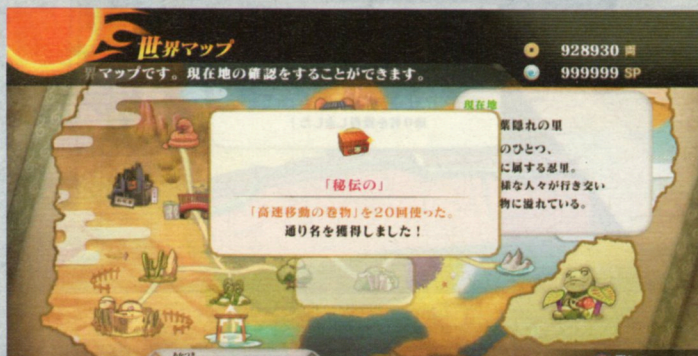 世界マップ
928930 両
界マップです。現在地の確認をすることができます。
999999 SP
現在地
葉隠れの里
のひとつ、
に属する忍里。
様な人々が行き交い
物に溢れている。
「秘伝の」
「高速移動の巻物」を20回使った。
通り名を獲得しました！